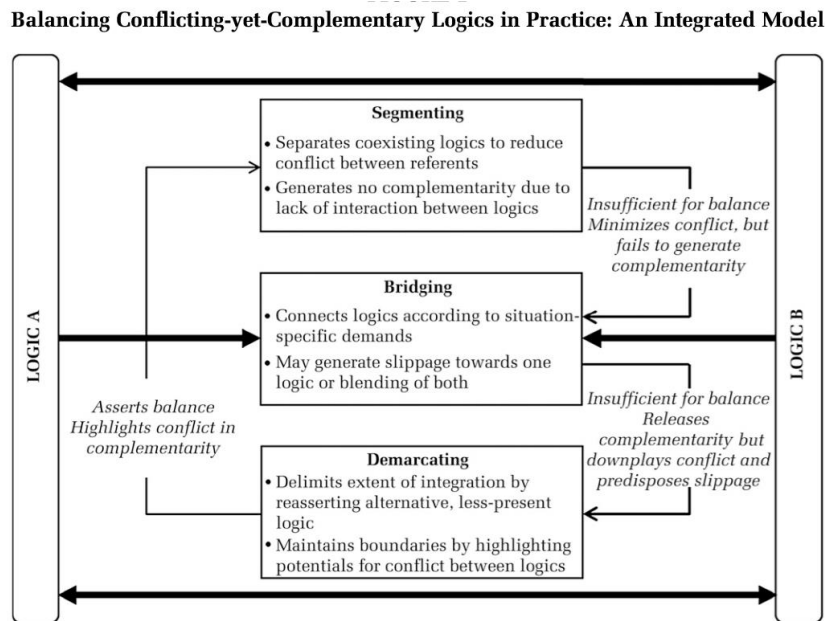 Balancing Conflicting-yet-Complementary Logics in Practice: An Integrated Model
LOGIC A
Segmenting
• Separates coexisting logics to reduce
conflict between referents
• Generates no complementarity due to
lack of interaction between logics
Insufficient for balance
Minimizes conflict, but
fails to generate
complementarity
Bridging
• Connects logics according to situation-
specific demands
• May generate slippage towards one
logic or blending of both
Insufficient for balance
Releases
complementarity but
downplays conflict and
predisposes slippage
Demarcating
• Delimits extent of integration by
reasserting alternative, less-present
logic
• Maintains boundaries by highlighting
potentials for conflict between logics
Asserts balance
Highlights conflict in
complementarity
LOGIC B